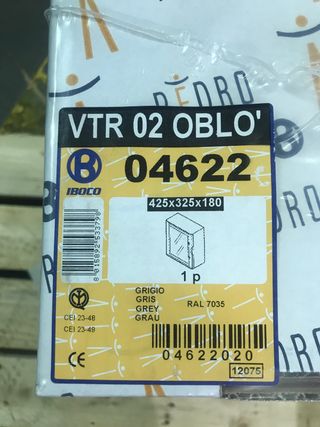 BEDRO
VTR 02 OBLO'
IBOCO
04622
425x325x180
1 p
GRIGIO
GRIS
GREY
GRAU
RAL 7035
CEI 23-48
CEI 23-49
CE
04622020
12075